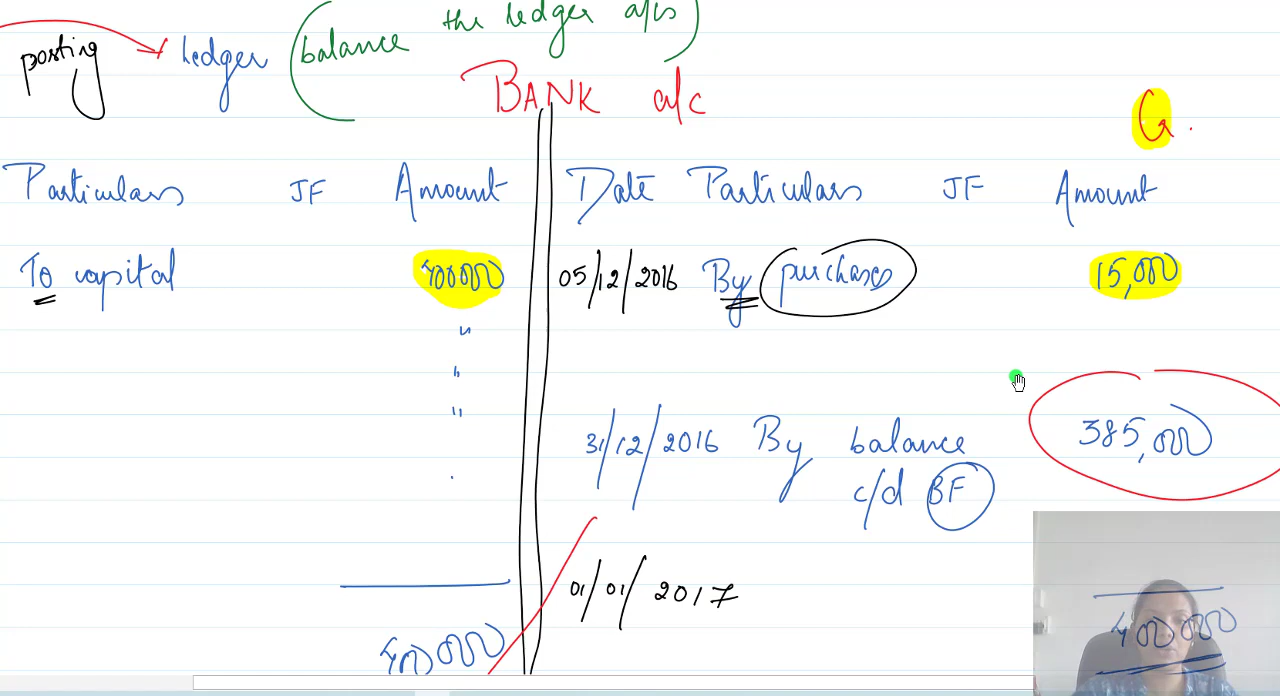 the ledger a/cs
posting ledger (balance
BANK a/c
Cr.
Particulars JF Amount Date Particulars JF Amount
To capital 400000 05/12/2016 By purchases 15,000
"
"
"
31/12/2016 By balance 385,000
c/d BF
01/01/2017
400000 400000